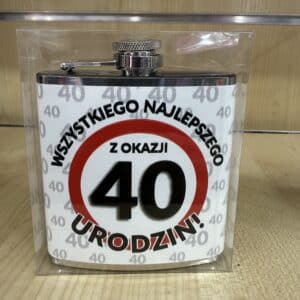 WSZYSTKIEGO NAJLEPSZEGO
Z OKAZJI
40
URODZIN!